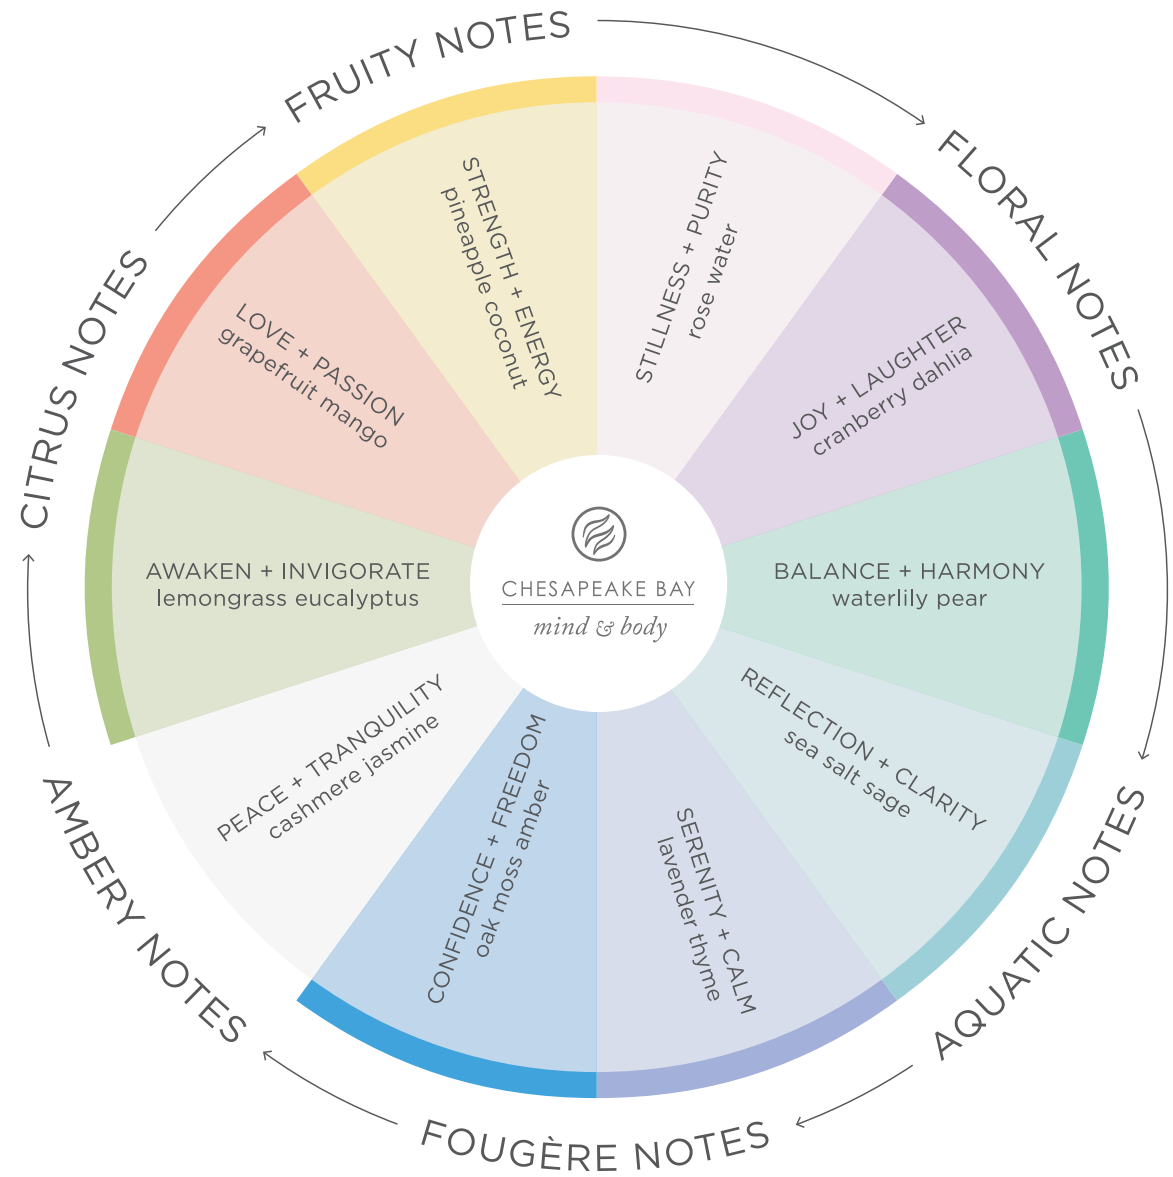 FRUITY NOTES
FLORAL NOTES
AQUATIC NOTES
FOUGÈRE NOTES
AMBERY NOTES
CITRUS NOTES
STRENGTH + ENERGY
pineapple coconut
STILLNESS + PURITY
rose water
JOY + LAUGHTER
cranberry dahlia
BALANCE + HARMONY
waterlily pear
REFLECTION + CLARITY
sea salt sage
SERENITY + CALM
lavender thyme
CONFIDENCE + FREEDOM
oak moss amber
PEACE + TRANQUILITY
cashmere jasmine
AWAKEN + INVIGORATE
lemongrass eucalyptus
LOVE + PASSION
grapefruit mango
CHESAPEAKE BAY
mind & body